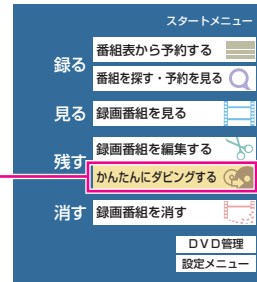 スタートメニュー
録る
番組表から予約する
番組を探す・予約を見る
見る
録画番組を見る
残す
録画番組を編集する
かんたんにダビングする
消す
録画番組を消す
DVD管理
設定メニュー